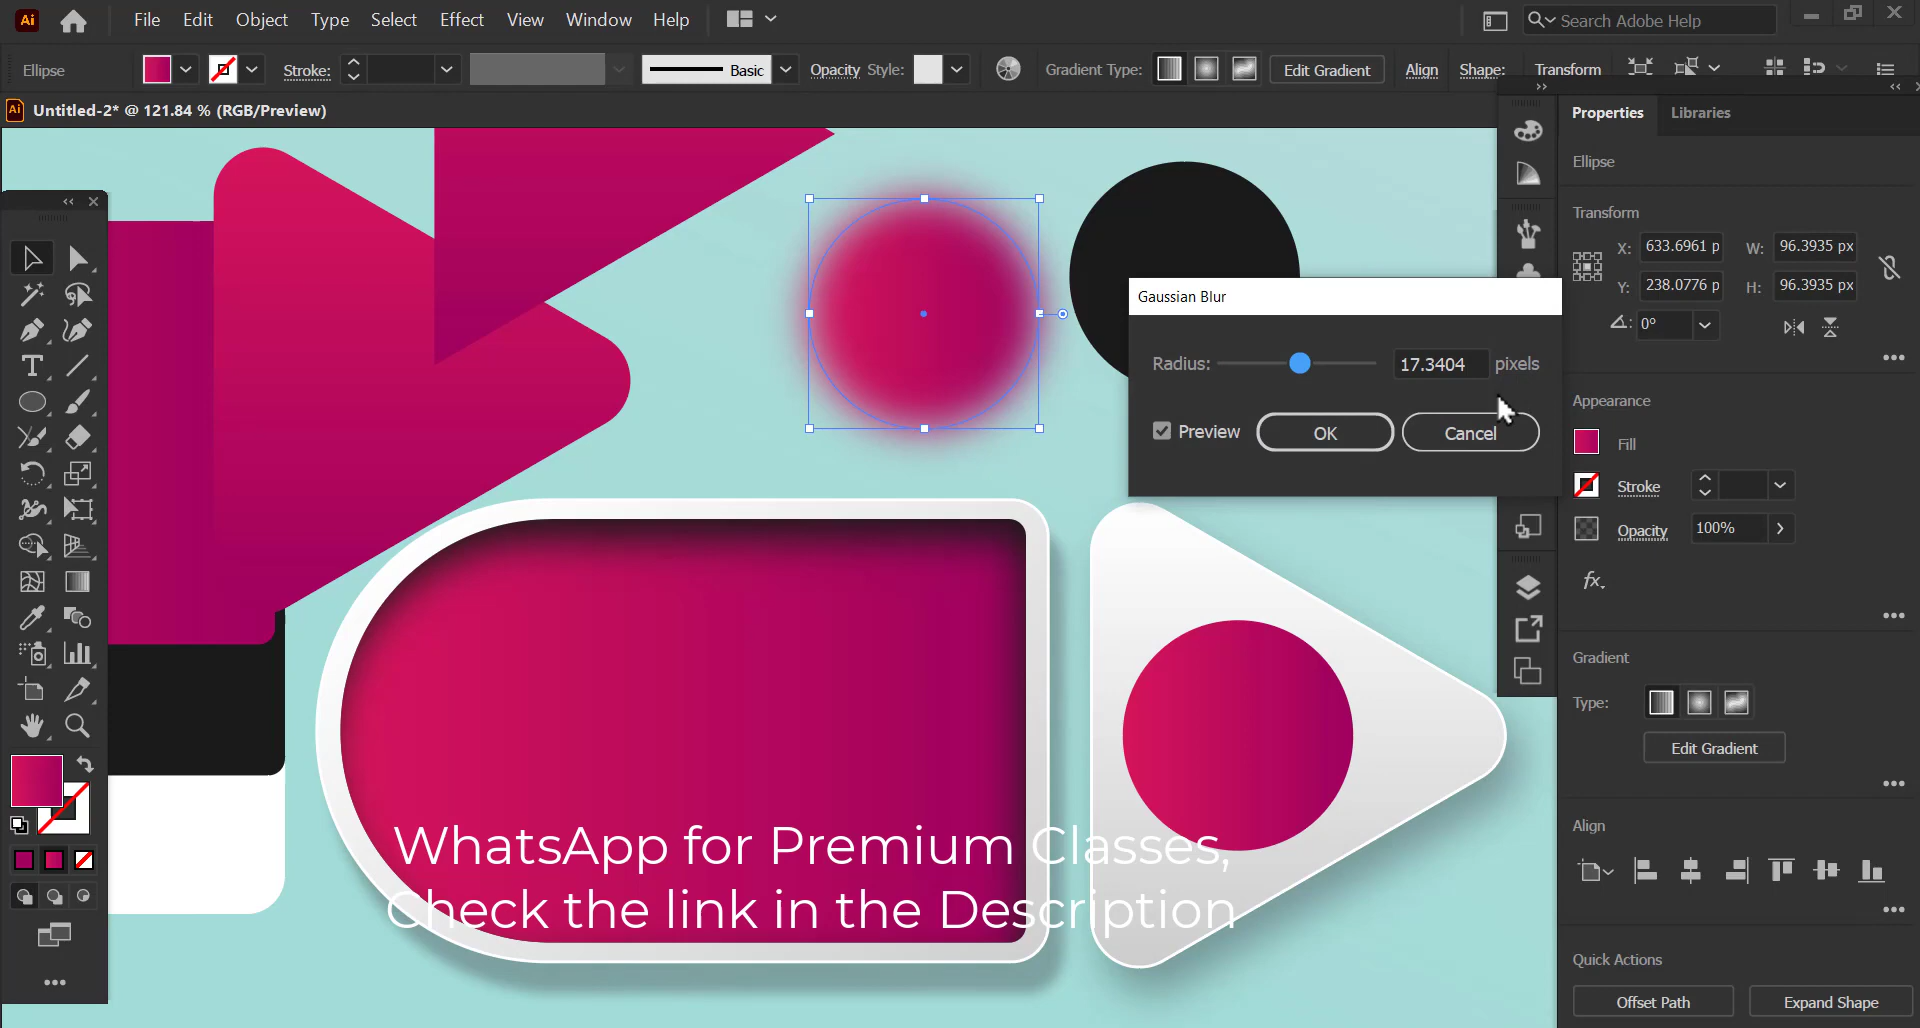 Ai File Edit Object Type Select Effect View Window Help Search Adobe Help
Ellipse Stroke: Basic Opacity Style: Gradient Type: Edit Gradient Align Shape: Transform
Ai Untitled-2* @ 121.84 % (RGB/Preview)
Properties Libraries
Ellipse
Transform
X: 633.6961 p W: 96.3935 px
Y: 238.0776 p H: 96.3935 px
0°
Gaussian Blur
Radius: 17.3404 pixels
Preview OK Cancel
Appearance
Fill
Stroke
Opacity 100%
fx.
Gradient
Type:
Edit Gradient
Align
Quick Actions
Offset Path Expand Shape
WhatsApp for Premium Classes,
Check the link in the Description